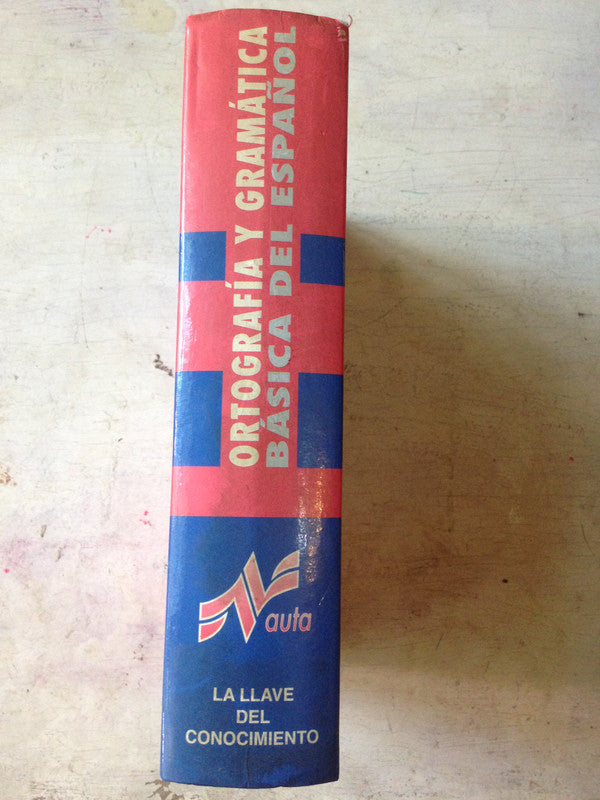 ORTOGRAFÍA Y GRAMÁTICA
BÁSICA DEL ESPAÑOL
Nauta
LA LLAVE
DEL
CONOCIMIENTO